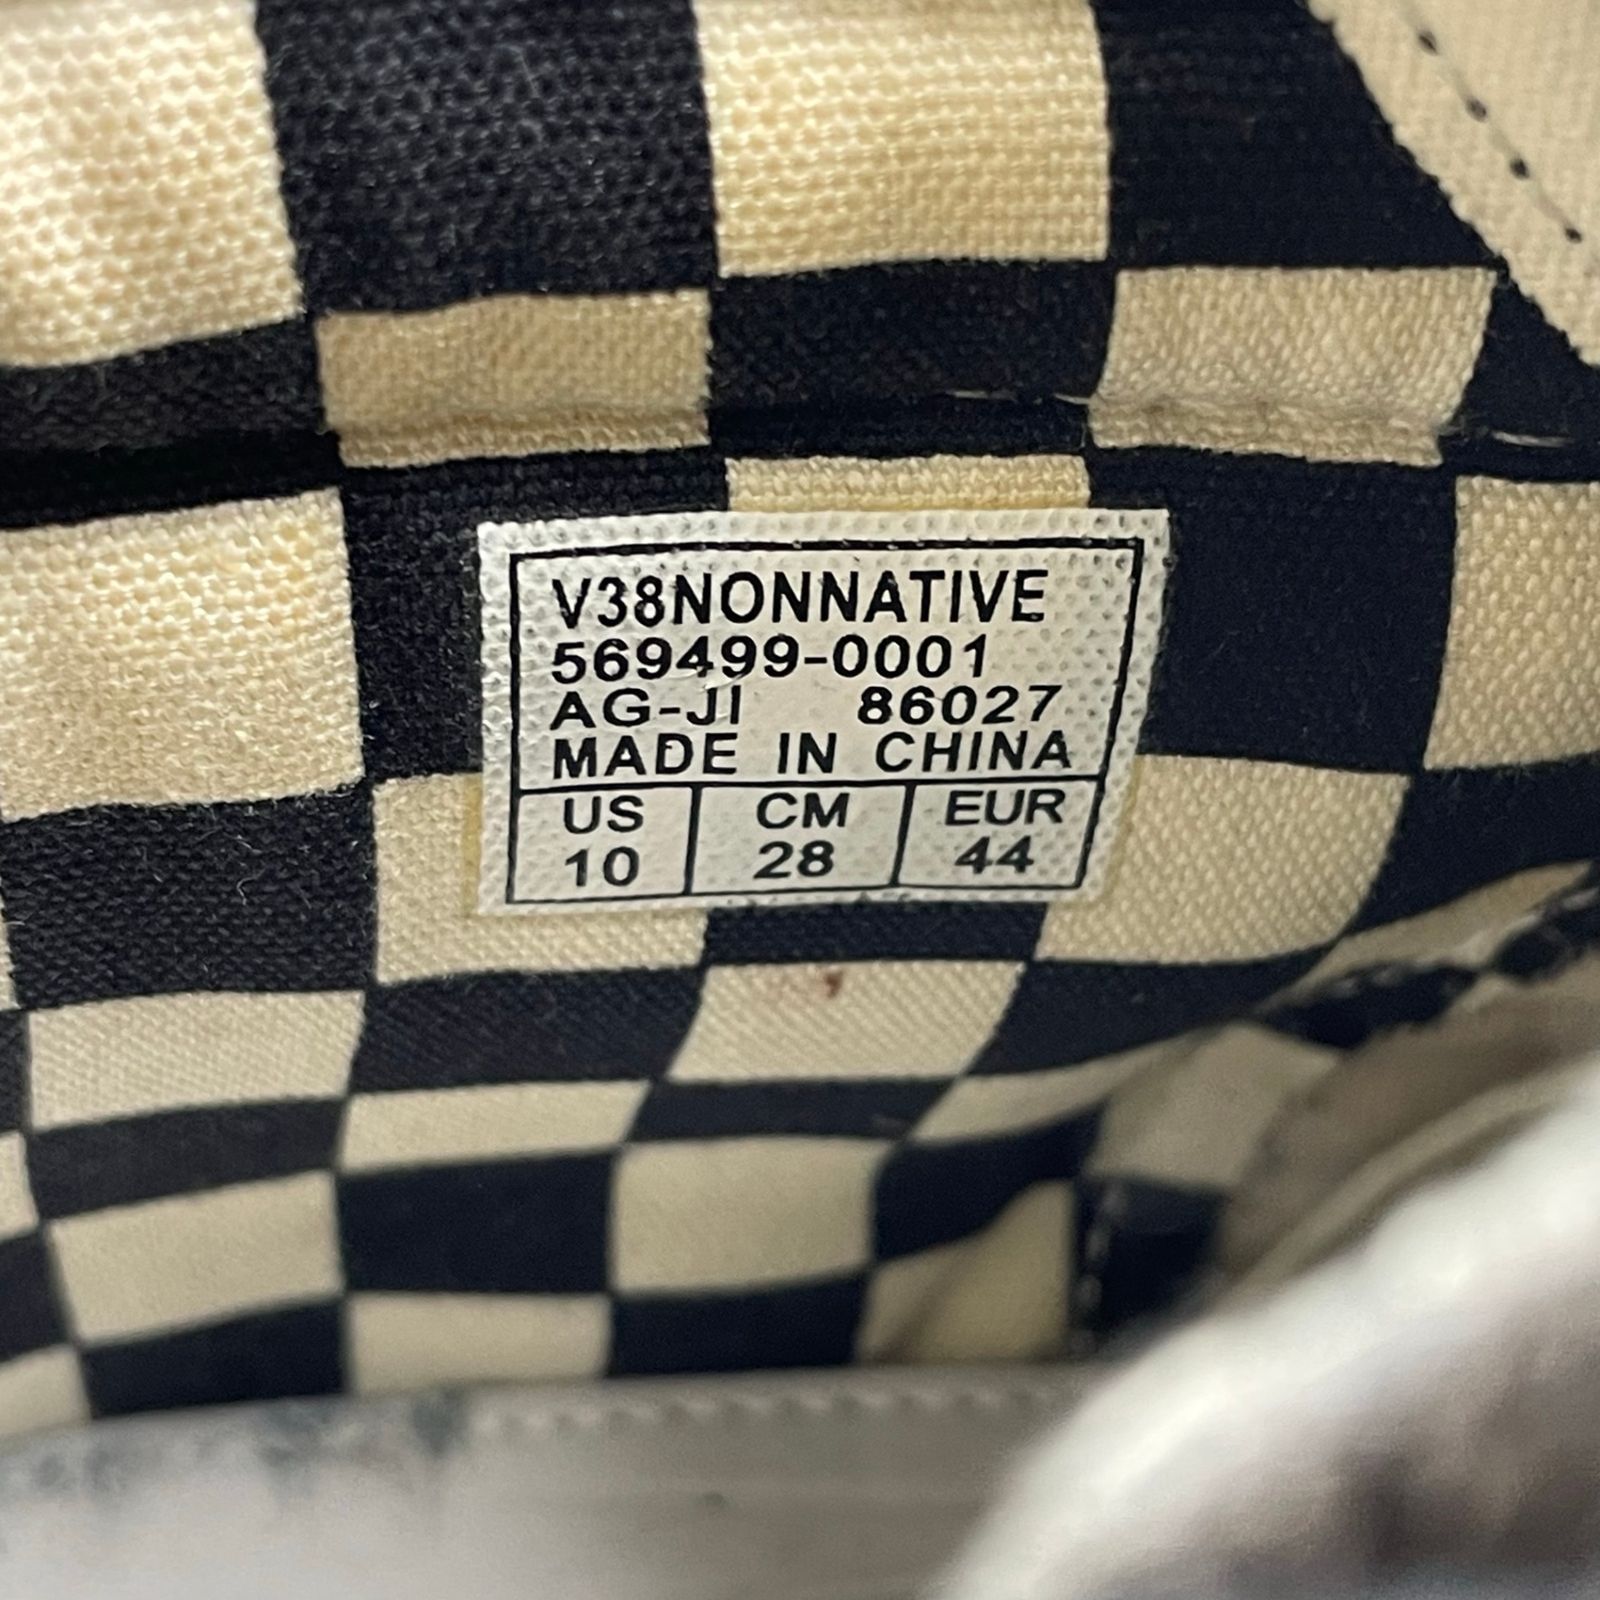 V38NONNATIVE
569499-0001
AG-JI 86027
MADE IN CHINA
US CM EUR
10 28 44